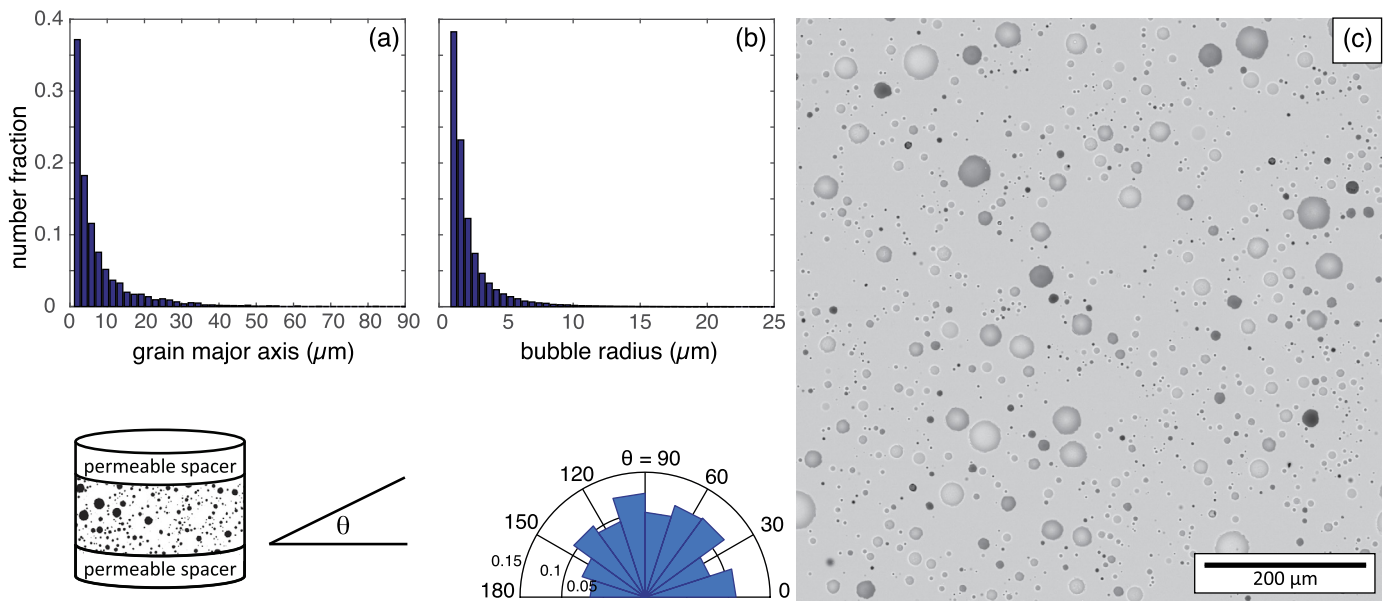 (a)
0.4
0.3
0.2
0.1
0
number fraction
0 10 20 30 40 50 60 70 80 90
grain major axis (µm)
(b)
0 5 10 15 20 25
bubble radius (µm)
(c)
200 µm
permeable spacer
permeable spacer
θ
θ = 90
120 60
150 30
180 0.15 0.1 0.05 0